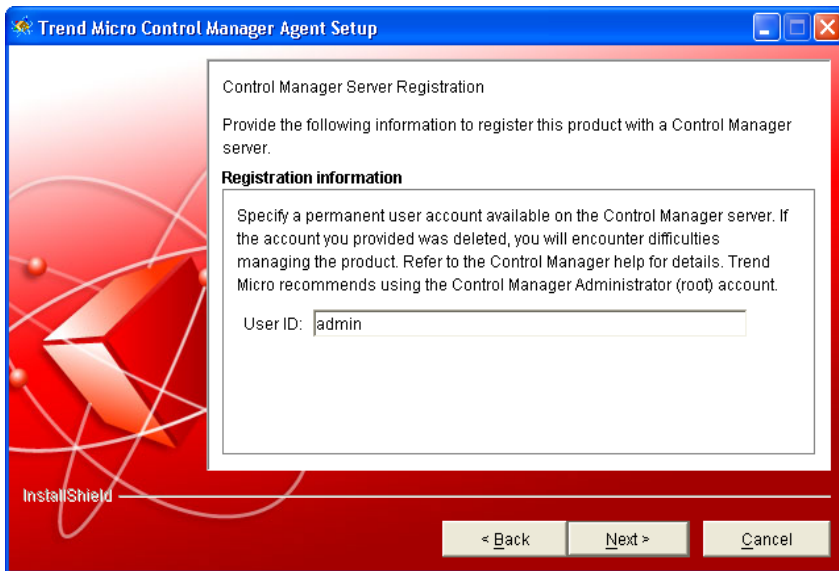 Trend Micro Control Manager Agent Setup
Control Manager Server Registration
Provide the following information to register this product with a Control Manager
server.
Registration information
Specify a permanent user account available on the Control Manager server. If
the account you provided was deleted, you will encounter difficulties
managing the product. Refer to the Control Manager help for details. Trend
Micro recommends using the Control Manager Administrator (root) account.
User ID: admin
InstallShield
< Back Next > Cancel